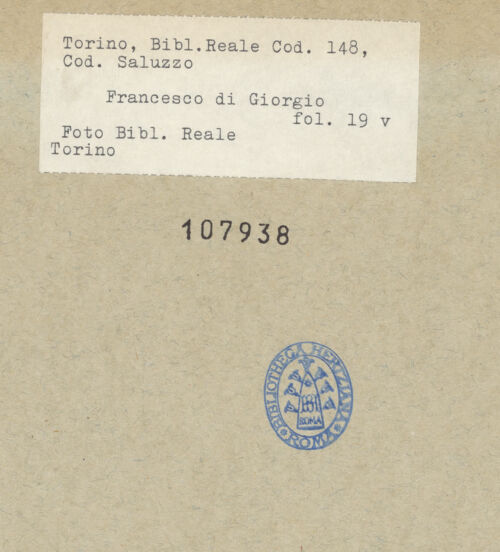 Torino, Bibl.Reale Cod. 148,
Cod. Saluzzo
Francesco di Giorgio
fol. 19 v
Foto Bibl. Reale
Torino
107938
BIBLIOTHECA HERTZIANA
ROMA
ROMA